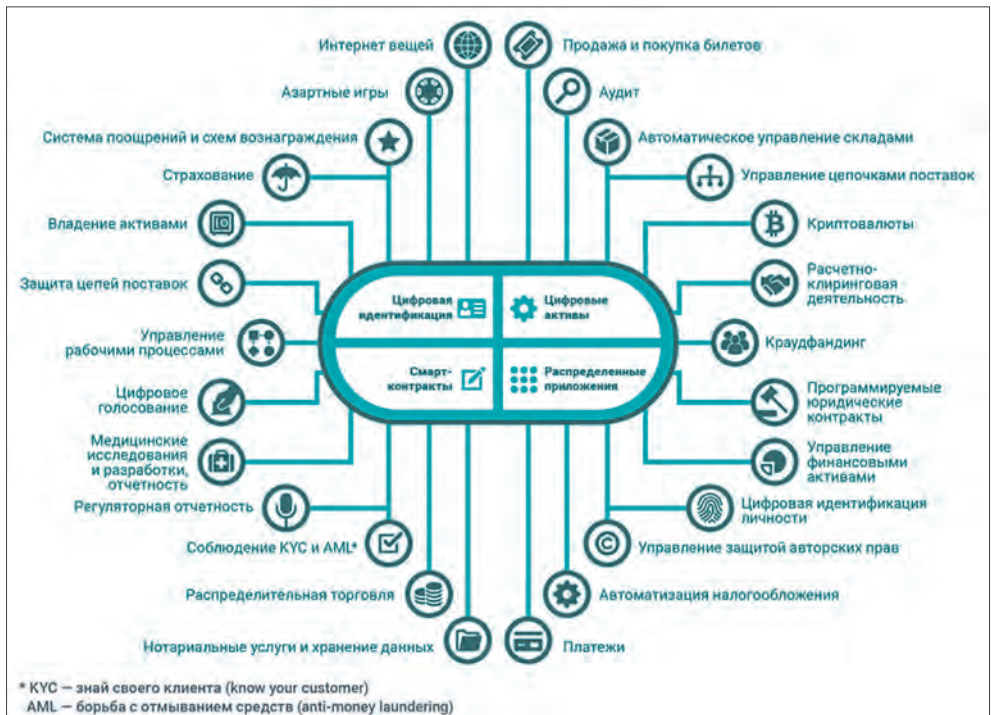 Интернет вещей
Продажа и покупка билетов
Азартные игры
Аудит
Система поощрений и схем вознаграждения
Автоматическое управление складами
Страхование
Управление цепочками поставок
Владение активами
Криптовалюты
Защита цепей поставок
Расчетно-
клиринговая
деятельность
Управление
рабочими процессами
Краудфандинг
Цифровая
идентификация
Цифровые
активы
Смарт-
контракты
Распределенные
приложения
Цифровое
голосование
Программируемые
юридические
контракты
Медицинские
исследования
и разработки,
отчетность
Управление
финансовыми
активами
Регуляторная отчетность
Цифровая идентификация
личности
Соблюдение KYC и AML*
Управление защитой авторских прав
Распределительная торговля
Автоматизация налогообложения
Нотариальные услуги и хранение данных
Платежи
* KYC — знай своего клиента (know your customer)
AML — борьба с отмыванием средств (anti-money laundering)